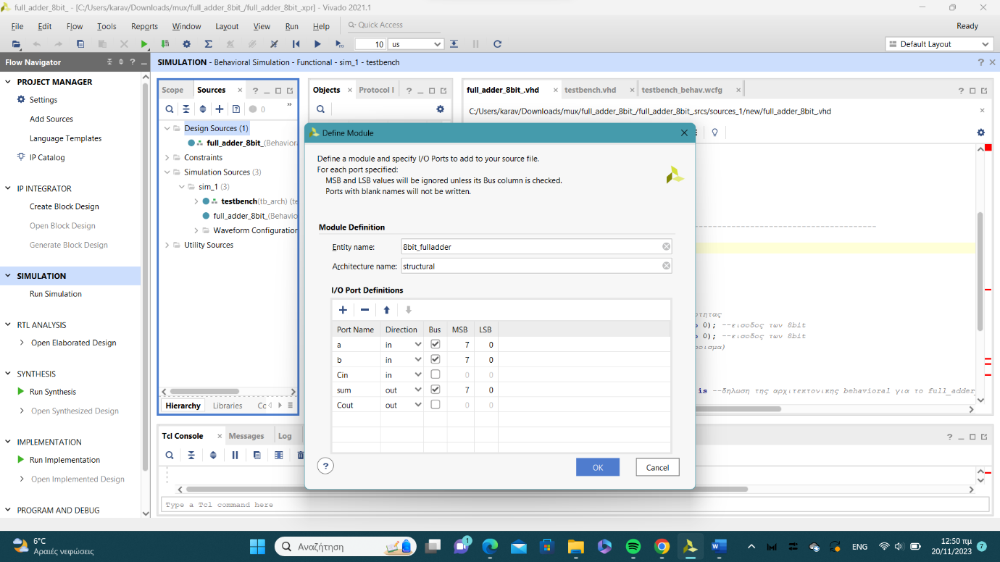 full_adder_8bit_ - [C:/Users/karav/Downloads/mux/full_adder_8bit_/full_adder_8bit_.xpr] - Vivado 2021.1
File Edit Flow Tools Reports Window Layout View Run Help Quick Access Ready
10 us Default Layout
Flow Navigator
SIMULATION - Behavioral Simulation - Functional - sim_1 - testbench
PROJECT MANAGER
Settings
Add Sources
Language Templates
IP Catalog
IP INTEGRATOR
Create Block Design
Open Block Design
Generate Block Design
SIMULATION
Run Simulation
RTL ANALYSIS
Open Elaborated Design
SYNTHESIS
Run Synthesis
Open Synthesized Design
IMPLEMENTATION
Run Implementation
Open Implemented Design
PROGRAM AND DEBUG
Scope Sources
0
Design Sources (1)
full_adder_8bit_(Behaviora
Constraints
Simulation Sources (3)
sim_1 (3)
testbench(tb_arch) (te
full_adder_8bit_(Behavio
Waveform Configuration
Utility Sources
Hierarchy Libraries Co
Objects Protocol I
full_adder_8bit_.vhd testbench.vhd testbench_behav.wcfg
C:/Users/karav/Downloads/mux/full_adder_8bit_/full_adder_8bit_.srcs/sources_1/new/full_adder_8bit_.vhd
Define Module
Define a module and specify I/O Ports to add to your source file.
For each port specified:
MSB and LSB values will be ignored unless its Bus column is checked.
Ports with blank names will not be written.
Module Definition
Entity name: 8bit_fulladder
Architecture name: structural
I/O Port Definitions
Port Name Direction Bus MSB LSB
a in 7 0
b in 7 0
Cin in 0 0
sum out 7 0
Cout out 0 0
OK Cancel
0); --εισοδος των 8bit
0); --εισοδος των 8bit
is --δηλωση της αρχιτεκτονικης behavioral για το full_adder_
Tcl Console Messages Log
Type a Tcl command here
6°C
Αραιές νεφώσεις
Αναζήτηση
1
ENG
12:50 πμ
20/11/2023
7